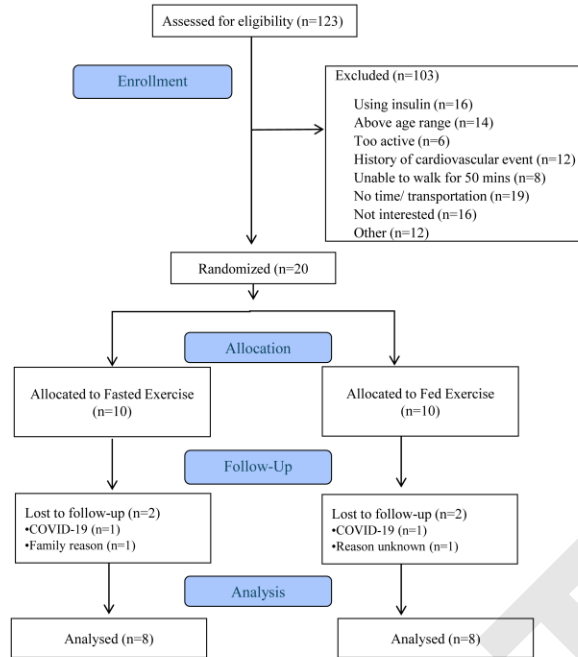 Assessed for eligibility (n=123)
Enrollment
Excluded (n=103)
Using insulin (n=16)
Above age range (n=14)
Too active (n=6)
History of cardiovascular event (n=12)
Unable to walk for 50 mins (n=8)
No time/ transportation (n=19)
Not interested (n=16)
Other (n=12)
Randomized (n=20
Allocation
Allocated to Fasted Exercise
(n=10)
Allocated to Fed Exercise
(n=10)
Follow-Up
Lost to follow-up (n=2)
•COVID-19 (n=1)
•Family reason (n=1)
Lost to follow-up (n=2)
•COVID-19 (n=1)
•Reason unknown (n=1)
Analysis
Analysed (n=8)
Analysed (n=8)